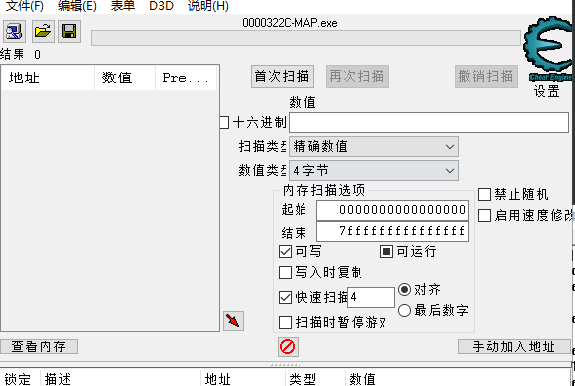 文件(F) 编辑(E) 表单 D3D 说明(H)
0000322C-MAP.exe
结果 0
地址 数值 Pre...
首次扫描 再次扫描 撤销扫描
Cheat Engine
设置
数值
十六进制
扫描类型 精确数值
数值类型 4字节
内存扫描选项
起始 0000000000000000
结束 7fffffffffffffff
禁止随机
启用速度修改
可写 可运行
写入时复制
快速扫描 4 对齐
最后数字
扫描时暂停游戏
查看内存 手动加入地址
锁定 描述 地址 类型 数值